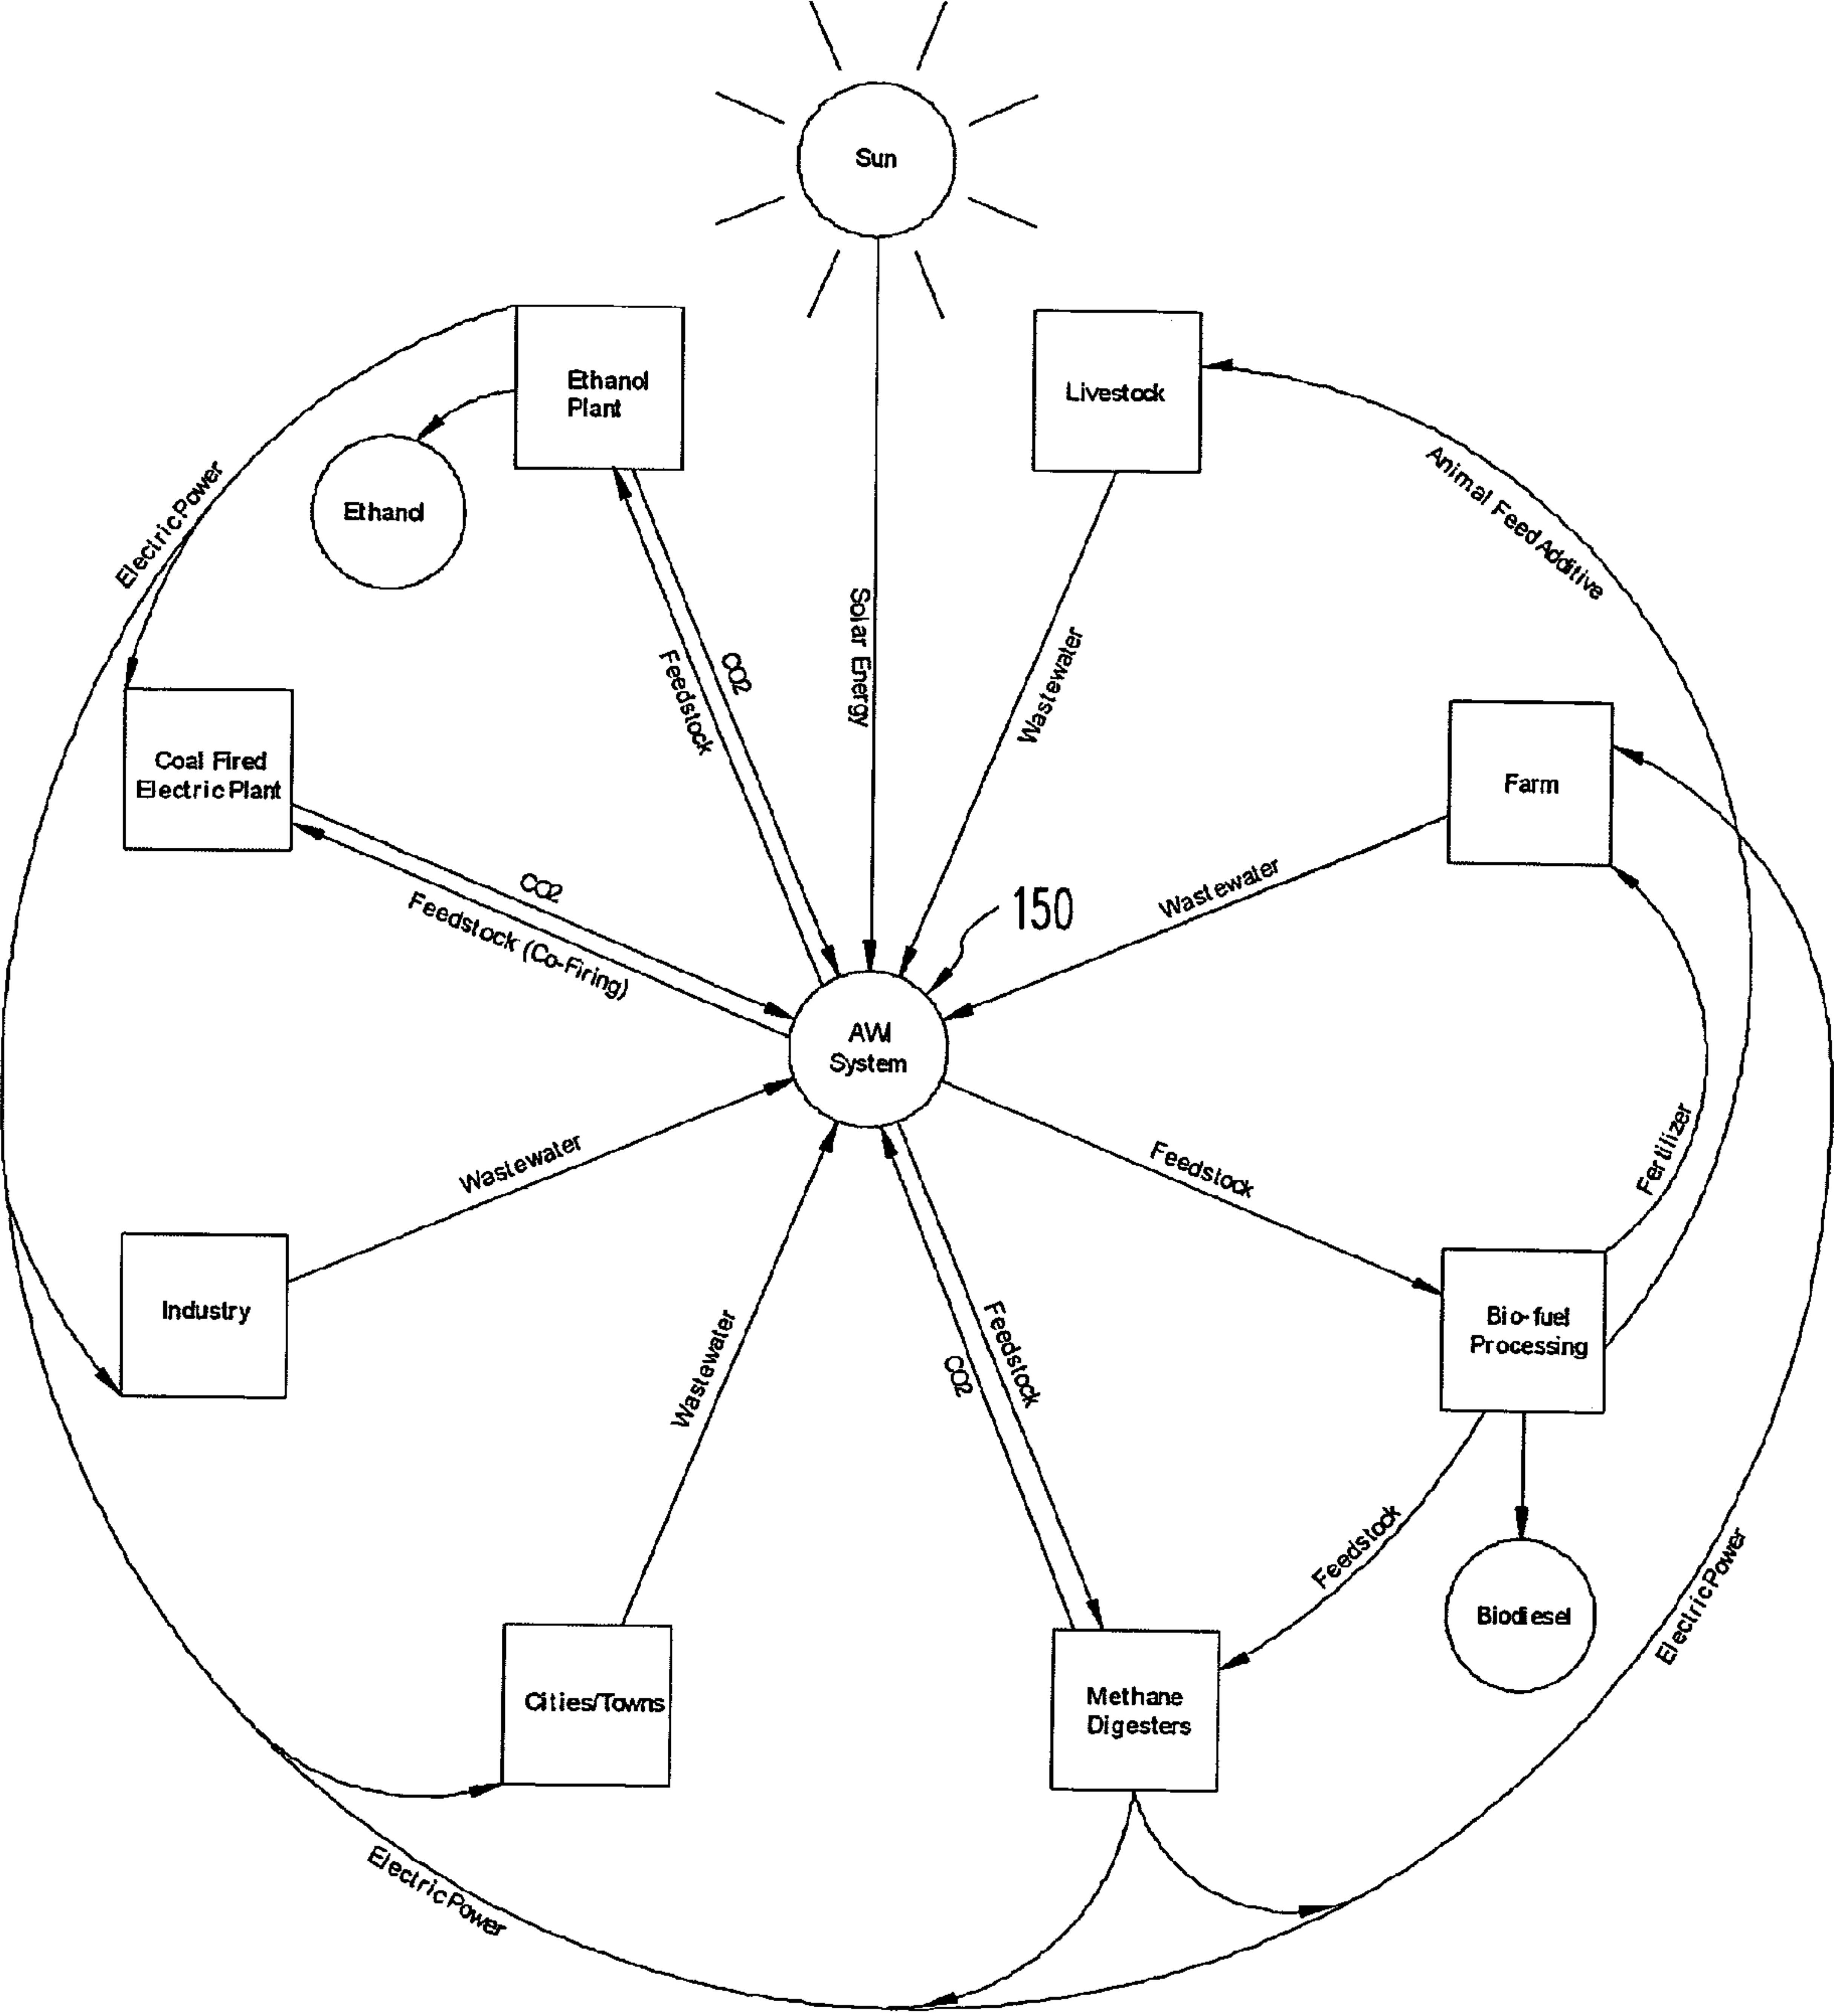 Sun
Ethanol
Plant
Livestock
Ethanol
Electric Power
Animal Feed Additive
Solar Energy
CO2
Feedstock
Wastewater
Coal Fired
Electric Plant
Farm
CO2
Feedstock (Co-Firing)
Wastewater
150
AWI
System
Wastewater
Feedstock
Fertilizer
Industry
Bio-fuel
Processing
Wastewater
Feedstock
CO2
Feedstock
Biodiesel
Electric Power
Cities/Towns
Methane
Digesters
Electric Power